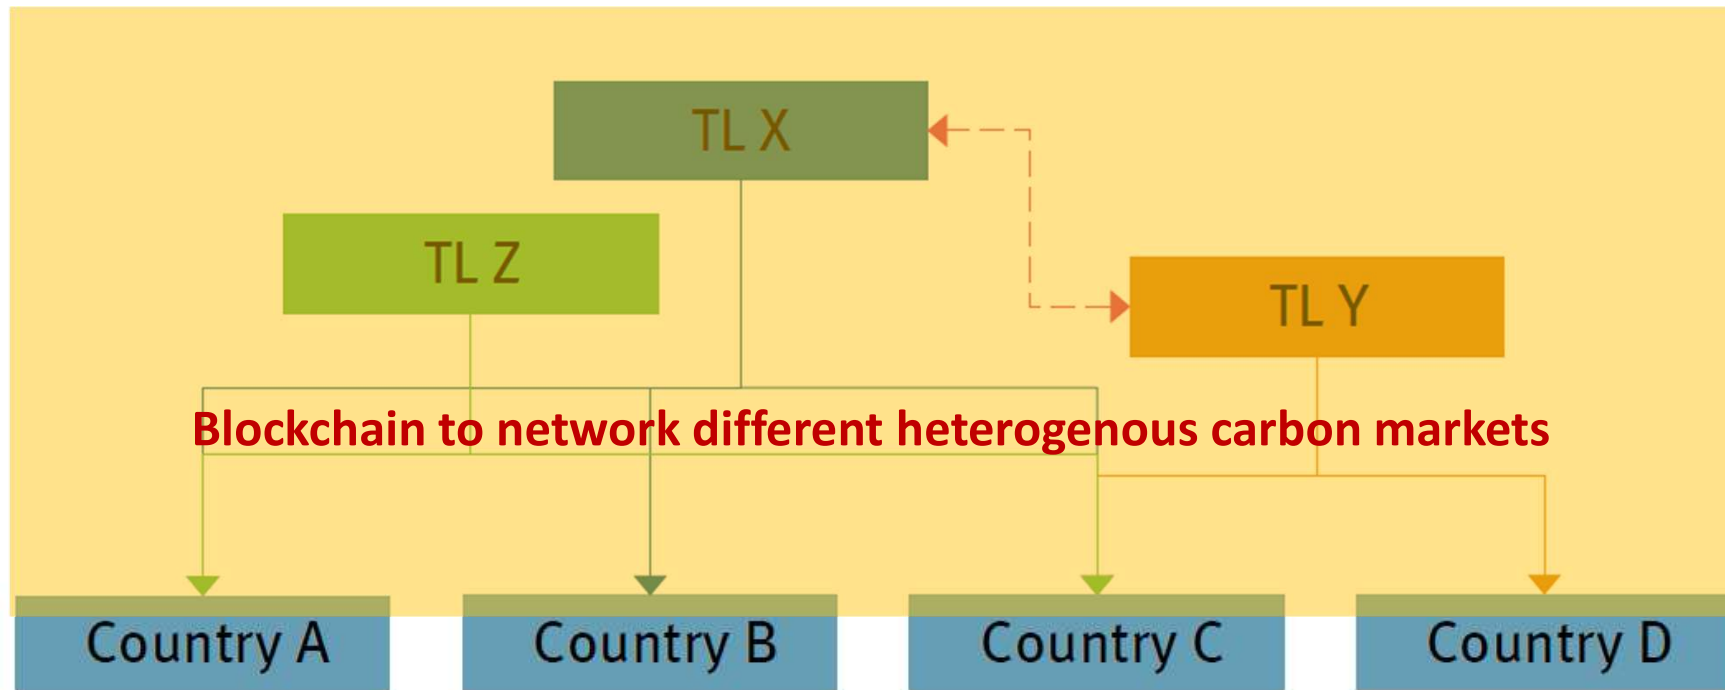 TL X
TL Z
TL Y
Blockchain to network different heterogenous carbon markets
Country A
Country B
Country C
Country D